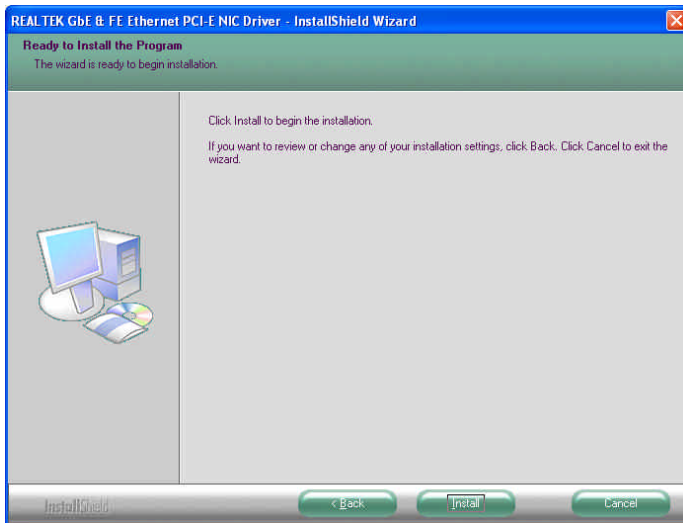 REALTEK GbE & FE Ethernet PCI-E NIC Driver - InstallShield Wizard
Ready to Install the Program
The wizard is ready to begin installation.
Click Install to begin the installation.
If you want to review or change any of your installation settings, click Back. Click Cancel to exit the
wizard.
InstallShield
< Back
Install
Cancel